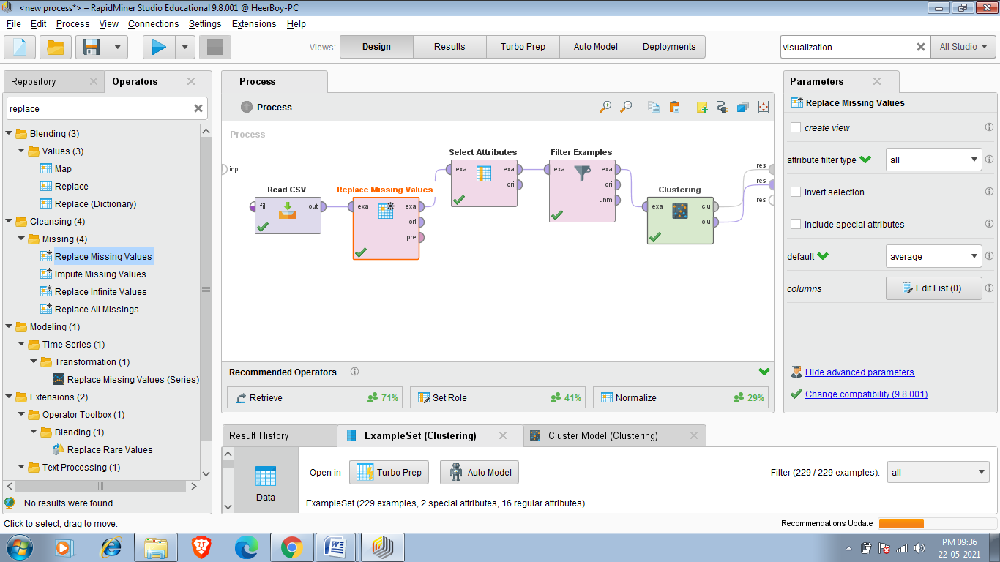 <new process*> – RapidMiner Studio Educational 9.8.001 @ HeerBoy-PC
File Edit Process View Connections Settings Extensions Help
Views: Design Results Turbo Prep Auto Model Deployments visualization All Studio
Repository Operators
replace
Blending (3)
Values (3)
Map
Replace
Replace (Dictionary)
Cleansing (4)
Missing (4)
Replace Missing Values
Impute Missing Values
Replace Infinite Values
Replace All Missings
Modeling (1)
Time Series (1)
Transformation (1)
Replace Missing Values (Series)
Extensions (2)
Operator Toolbox (1)
Blending (1)
Replace Rare Values
Text Processing (1)
No results were found.
Click to select, drag to move.
Process
Process
Process
inp
Read CSV
fil out
Replace Missing Values
exa exa
ori
pre
Select Attributes
exa exa
ori
Filter Examples
exa exa
ori
unm
Clustering
exa clu
clu
res
res
res
Recommended Operators
Retrieve 71%
Set Role 41%
Normalize 29%
Parameters
Replace Missing Values
create view
attribute filter type all
invert selection
include special attributes
default average
columns Edit List (0)...
Hide advanced parameters
Change compatibility (9.8.001)
Result History ExampleSet (Clustering) Cluster Model (Clustering)
Data
Open in Turbo Prep Auto Model Filter (229 / 229 examples): all
ExampleSet (229 examples, 2 special attributes, 16 regular attributes)
Recommendations Update
PM 09:36
22-05-2021